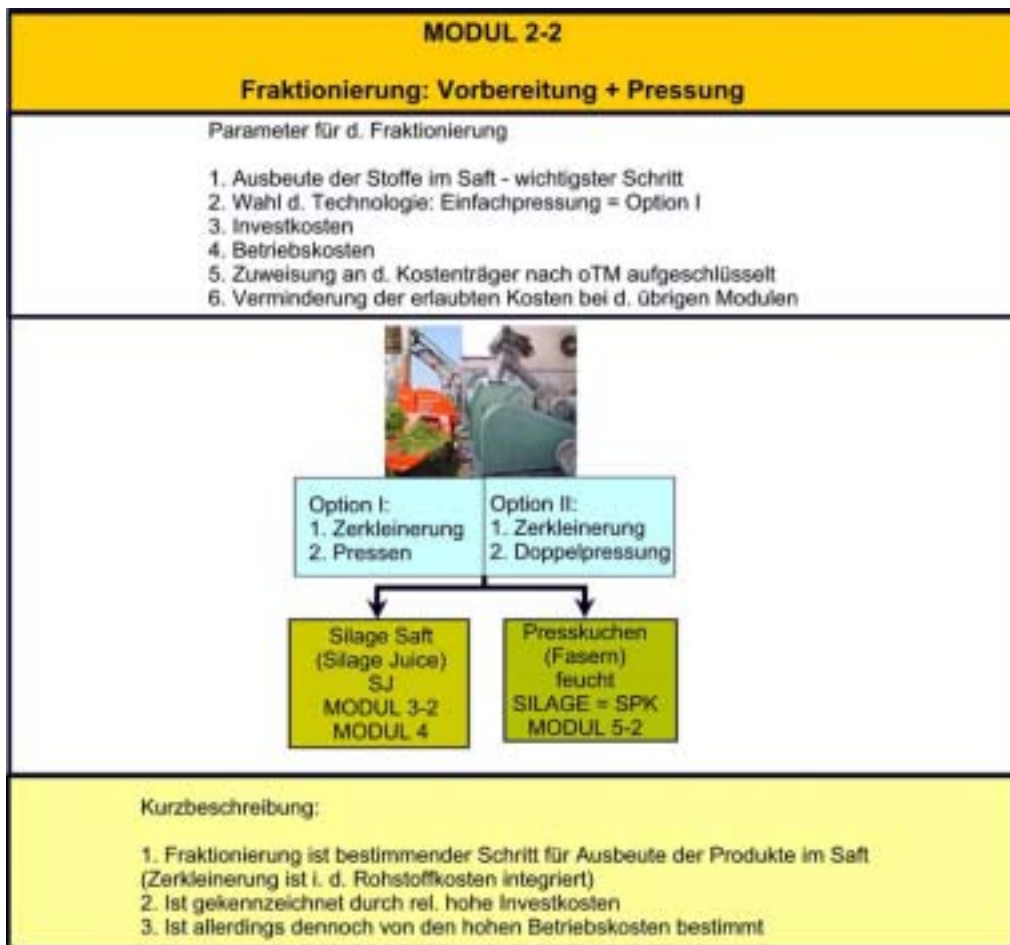 MODUL 2-2
Fraktionierung: Vorbereitung + Pressung
Parameter für d. Fraktionierung
1. Ausbeute der Stoffe im Saft - wichtigster Schritt
2. Wahl d. Technologie: Einfachpressung = Option I
3. Investkosten
4. Betriebskosten
5. Zuweisung an d. Kostenträger nach oTM aufgeschlüsselt
6. Verminderung der erlaubten Kosten bei d. übrigen Modulen
Option I:
1. Zerkleinerung
2. Pressen
Option II:
1. Zerkleinerung
2. Doppelpressung
Silage Saft
(Silage Juice)
SJ
MODUL 3-2
MODUL 4
Presskuchen
(Fasern)
feucht
SILAGE = SPK
MODUL 5-2
Kurzbeschreibung:
1. Fraktionierung ist bestimmender Schritt für Ausbeute der Produkte im Saft
(Zerkleinerung ist i. d. Rohstoffkosten integriert)
2. Ist gekennzeichnet durch rel. hohe Investkosten
3. Ist allerdings dennoch von den hohen Betriebskosten bestimmt